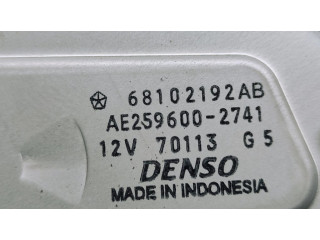 68102192AB
AE259600-2741
12V 70113 G5
DENSO
MADE IN INDONESIA